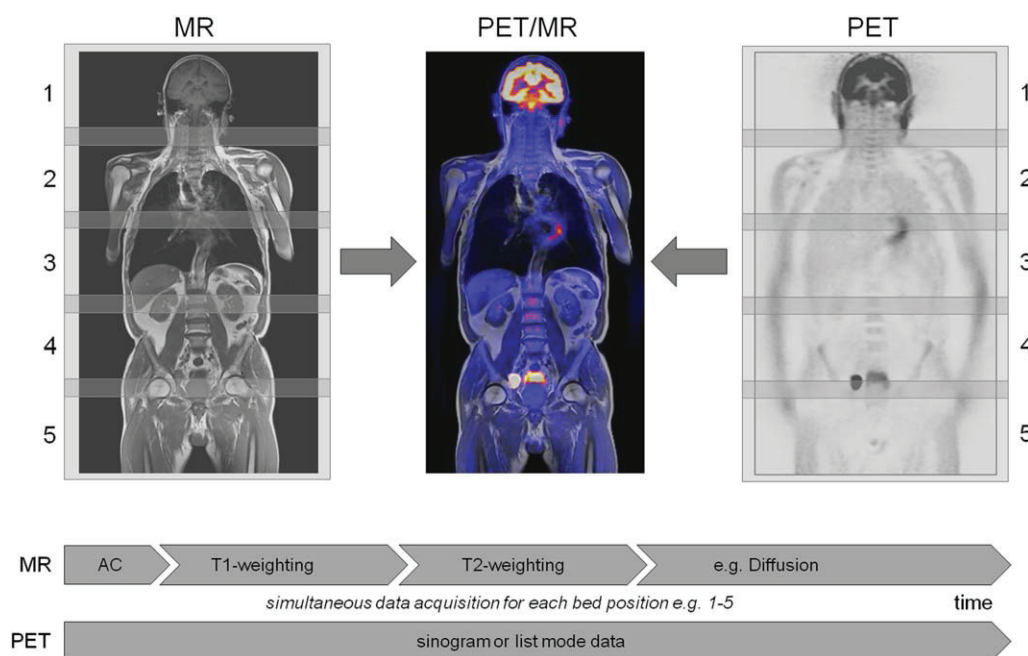 MR
PET/MR
PET
1
1
2
2
3
3
4
4
5
5
MR
AC
T1-weighting
T2-weighting
e.g. Diffusion
simultaneous data acquisition for each bed position e.g. 1-5
time
PET
sinogram or list mode data